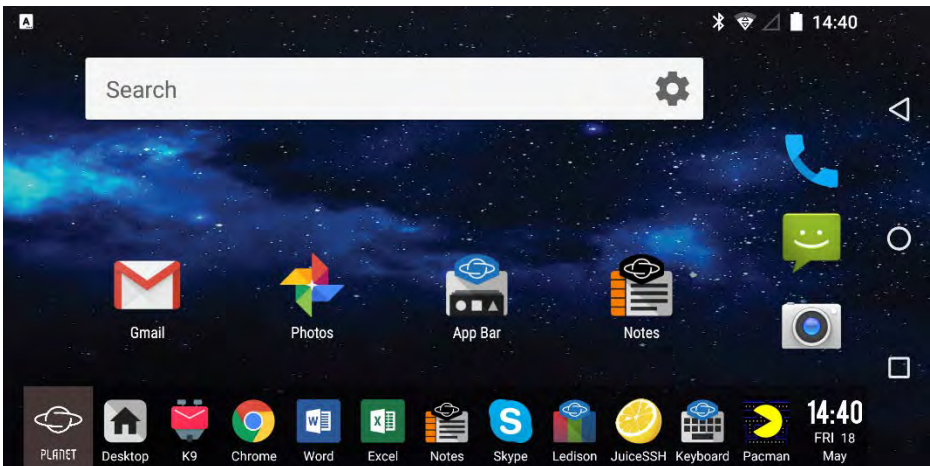 A
14:40
Search
Gmail
Photos
App Bar
Notes
PLANET
Desktop
K9
Chrome
Word
Excel
Notes
Skype
Ledison
JuiceSSH
Keyboard
Pacman
14:40
FRI 18
May